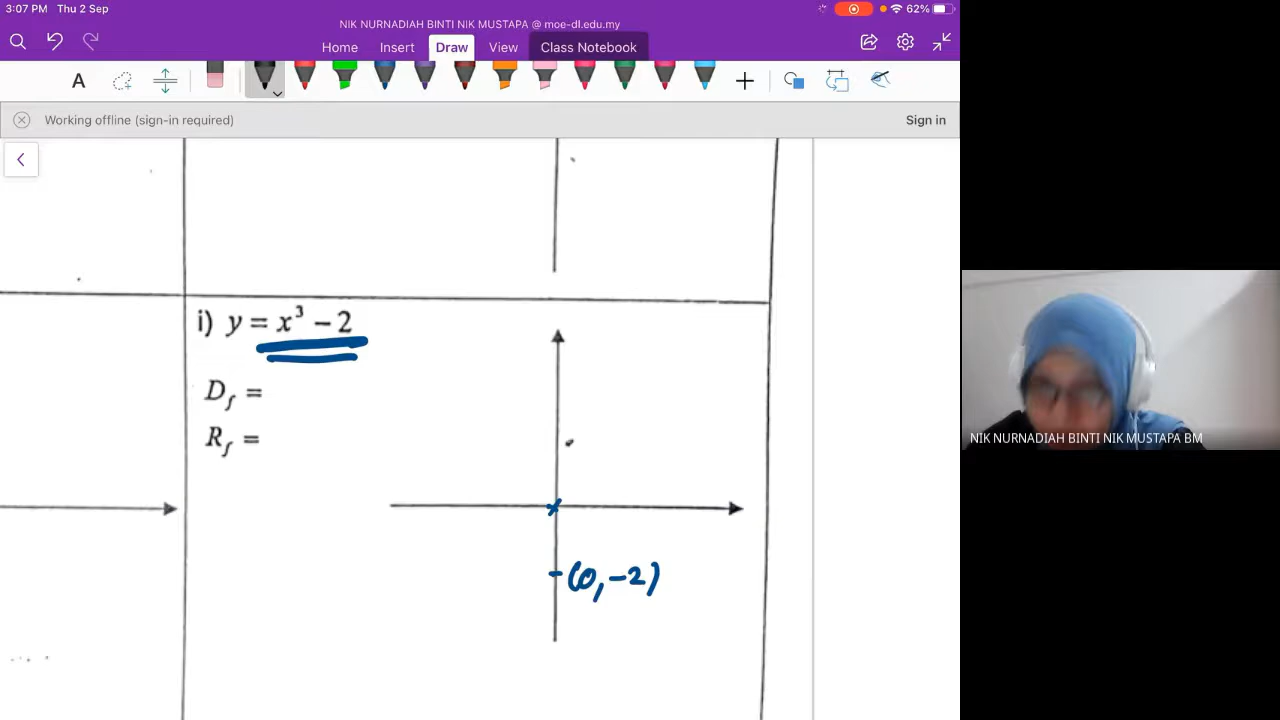 3:07 PM Thu 2 Sep
62%
NIK NURNADIAH BINTI NIK MUSTAPA @ moe-dl.edu.my
Home Insert Draw View Class Notebook
A
Working offline (sign-in required) Sign in
i) y = x³ − 2
D_f =
R_f =
(0, −2)
NIK NURNADIAH BINTI NIK MUSTAPA BM